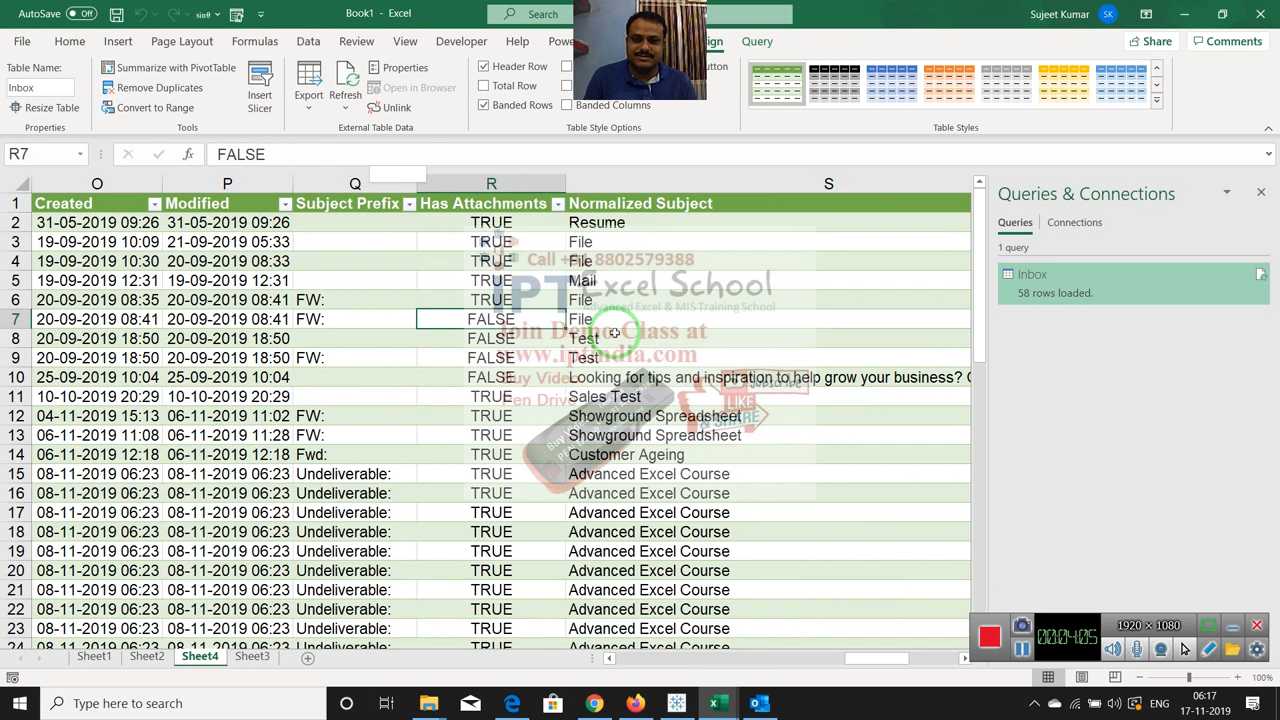 AutoSave Off Book1 - Excel Search Sujeet Kumar SK
File Home Insert Page Layout Formulas Data Review View Developer Help Query Share Comments
Table Name:
Inbox
Resize Table
Properties
Summarize with PivotTable
Remove Duplicates
Convert to Range
Tools
Insert Slicer
Export Refresh
Properties
Open in Browser
Unlink
External Table Data
Header Row
Total Row
Banded Rows
Banded Columns
Table Style Options
Table Styles
R7 fx FALSE
O P Q R S
1 Created Modified Subject Prefix Has Attachments Normalized Subject
2 31-05-2019 09:26 31-05-2019 09:26 TRUE Resume
3 19-09-2019 10:09 21-09-2019 05:33 TRUE File
4 19-09-2019 10:30 20-09-2019 08:33 TRUE File
5 19-09-2019 12:31 19-09-2019 12:31 TRUE Mail
6 20-09-2019 08:35 20-09-2019 08:41 FW: TRUE File
7 20-09-2019 08:41 20-09-2019 08:41 FW: FALSE File
8 20-09-2019 18:50 20-09-2019 18:50 FALSE Test
9 20-09-2019 18:50 20-09-2019 18:50 FW: FALSE Test
10 25-09-2019 10:04 25-09-2019 10:04 FALSE Looking for tips and inspiration to help grow your business?
11 10-10-2019 20:29 10-10-2019 20:29 TRUE Sales Test
12 04-11-2019 15:13 06-11-2019 11:02 FW: TRUE Showground Spreadsheet
13 06-11-2019 11:08 06-11-2019 11:28 FW: TRUE Showground Spreadsheet
14 06-11-2019 12:18 06-11-2019 12:18 Fwd: TRUE Customer Ageing
15 08-11-2019 06:23 08-11-2019 06:23 Undeliverable: TRUE Advanced Excel Course
16 08-11-2019 06:23 08-11-2019 06:23 Undeliverable: TRUE Advanced Excel Course
17 08-11-2019 06:23 08-11-2019 06:23 Undeliverable: TRUE Advanced Excel Course
18 08-11-2019 06:23 08-11-2019 06:23 Undeliverable: TRUE Advanced Excel Course
19 08-11-2019 06:23 08-11-2019 06:23 Undeliverable: TRUE Advanced Excel Course
20 08-11-2019 06:23 08-11-2019 06:23 Undeliverable: TRUE Advanced Excel Course
21 08-11-2019 06:23 08-11-2019 06:23 Undeliverable: TRUE Advanced Excel Course
22 08-11-2019 06:23 08-11-2019 06:23 Undeliverable: TRUE Advanced Excel Course
23 08-11-2019 06:23 08-11-2019 06:23 Undeliverable: TRUE Advanced Excel Course
iPT Excel School
Advanced Excel & MIS Training School
Join Demo Class at
www.iptindia.com
Buy Video
Pen Drive
SUBSCRIBE
LIKE
& SHARE
Queries & Connections
Queries Connections
1 query
Inbox
58 rows loaded.
1920 × 1080
Sheet1 Sheet2 Sheet4 Sheet3
100%
Type here to search
ENG
06:17
17-11-2019